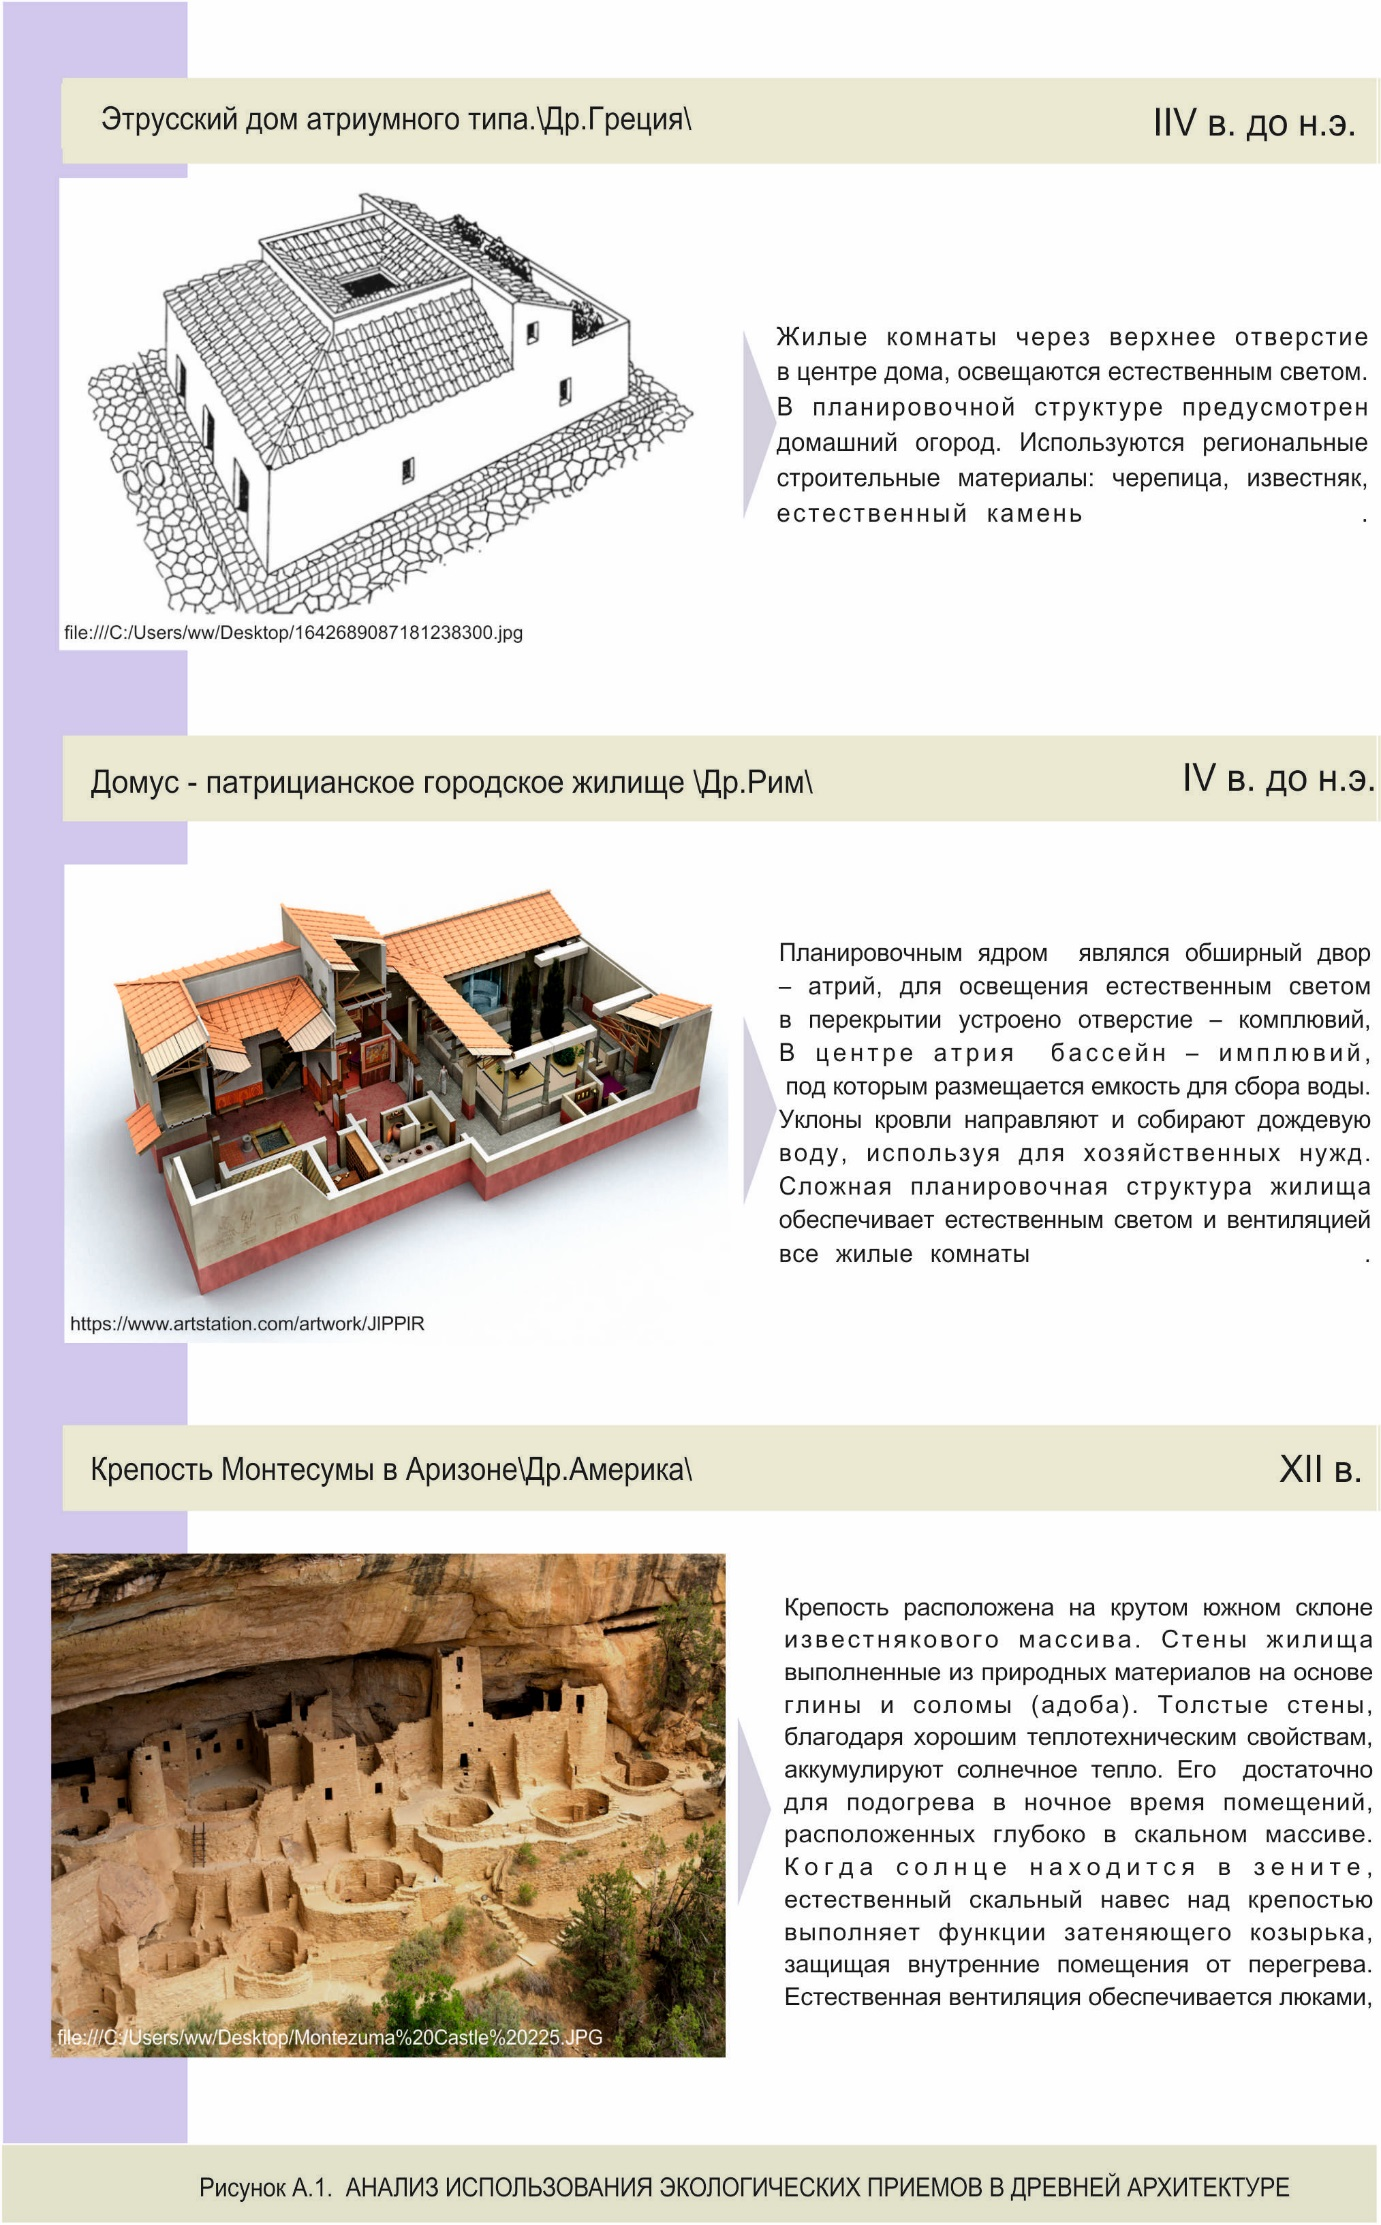 Этрусский дом атриумного типа.\Др.Греция\
IIV в. до н.э.
Жилые комнаты через верхнее отверстие
в центре дома, освещаются естественным светом.
В планировочной структуре предусмотрен
домашний огород. Используются региональные
строительные материалы: черепица, известняк,
естественный камень .
file:///C:/Users/ww/Desktop/1642689087181238300.jpg
Домус - патрицианское городское жилище \Др.Рим\
IV в. до н.э.
Планировочным ядром являлся обширный двор
– атрий, для освещения естественным светом
в перекрытии устроено отверстие – комплювий,
В центре атрия бассейн – имплювий,
под которым размещается емкость для сбора воды.
Уклоны кровли направляют и собирают дождевую
воду, используя для хозяйственных нужд.
Сложная планировочная структура жилища
обеспечивает естественным светом и вентиляцией
все жилые комнаты .
https://www.artstation.com/artwork/JlPPlR
Крепость Монтесумы в Аризоне\Др.Америка\
XII в.
Крепость расположена на крутом южном склоне
известнякового массива. Стены жилища
выполненные из природных материалов на основе
глины и соломы (адоба). Толстые стены,
благодаря хорошим теплотехническим свойствам,
аккумулируют солнечное тепло. Его достаточно
для подогрева в ночное время помещений,
расположенных глубоко в скальном массиве.
Когда солнце находится в зените,
естественный скальный навес над крепостью
выполняет функции затеняющего козырька,
защищая внутренние помещения от перегрева.
Естественная вентиляция обеспечивается люками,
file:///C:/Users/ww/Desktop/Montezuma%20Castle%20225.JPG
Рисунок А.1. АНАЛИЗ ИСПОЛЬЗОВАНИЯ ЭКОЛОГИЧЕСКИХ ПРИЕМОВ В ДРЕВНЕЙ АРХИТЕКТУРЕ